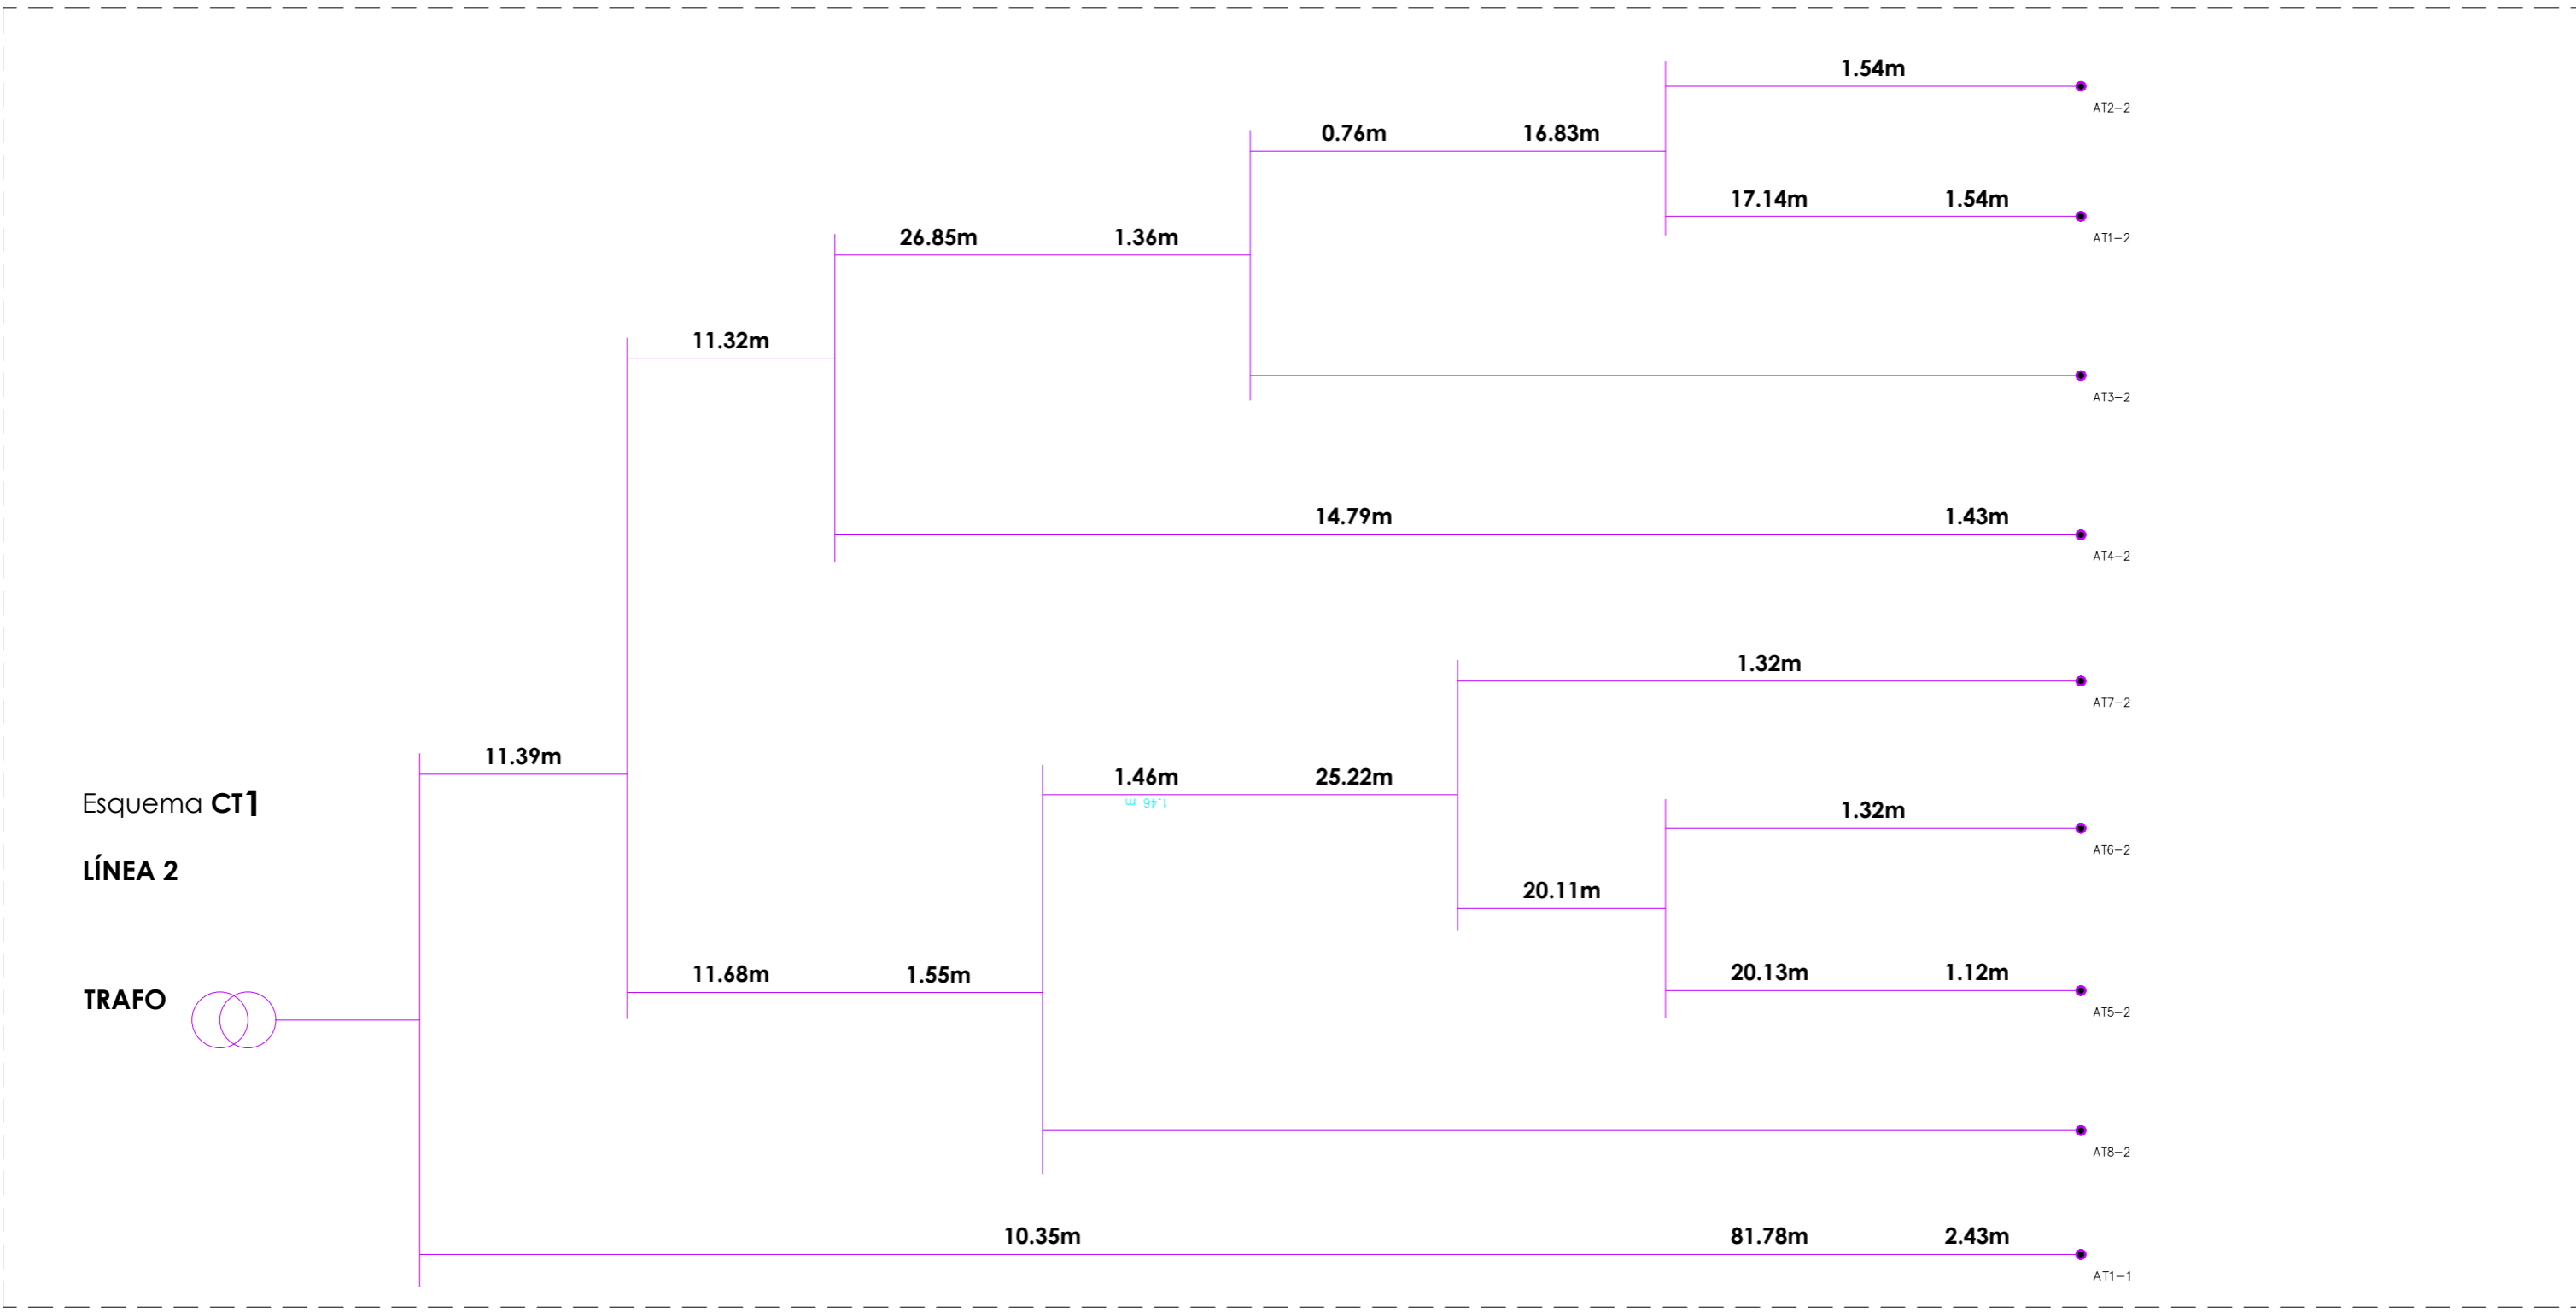 1.54m
AT2-2
0.76m 16.83m
17.14m 1.54m
AT1-2
26.85m 1.36m
11.32m
AT3-2
14.79m 1.43m
AT4-2
1.32m
AT7-2
11.39m
1.46m 25.22m
1.46 m
Esquema CT1
1.32m
AT6-2
LÍNEA 2
20.11m
11.68m 1.55m
20.13m 1.12m
TRAFO
AT5-2
AT8-2
10.35m 81.78m 2.43m
AT1-1